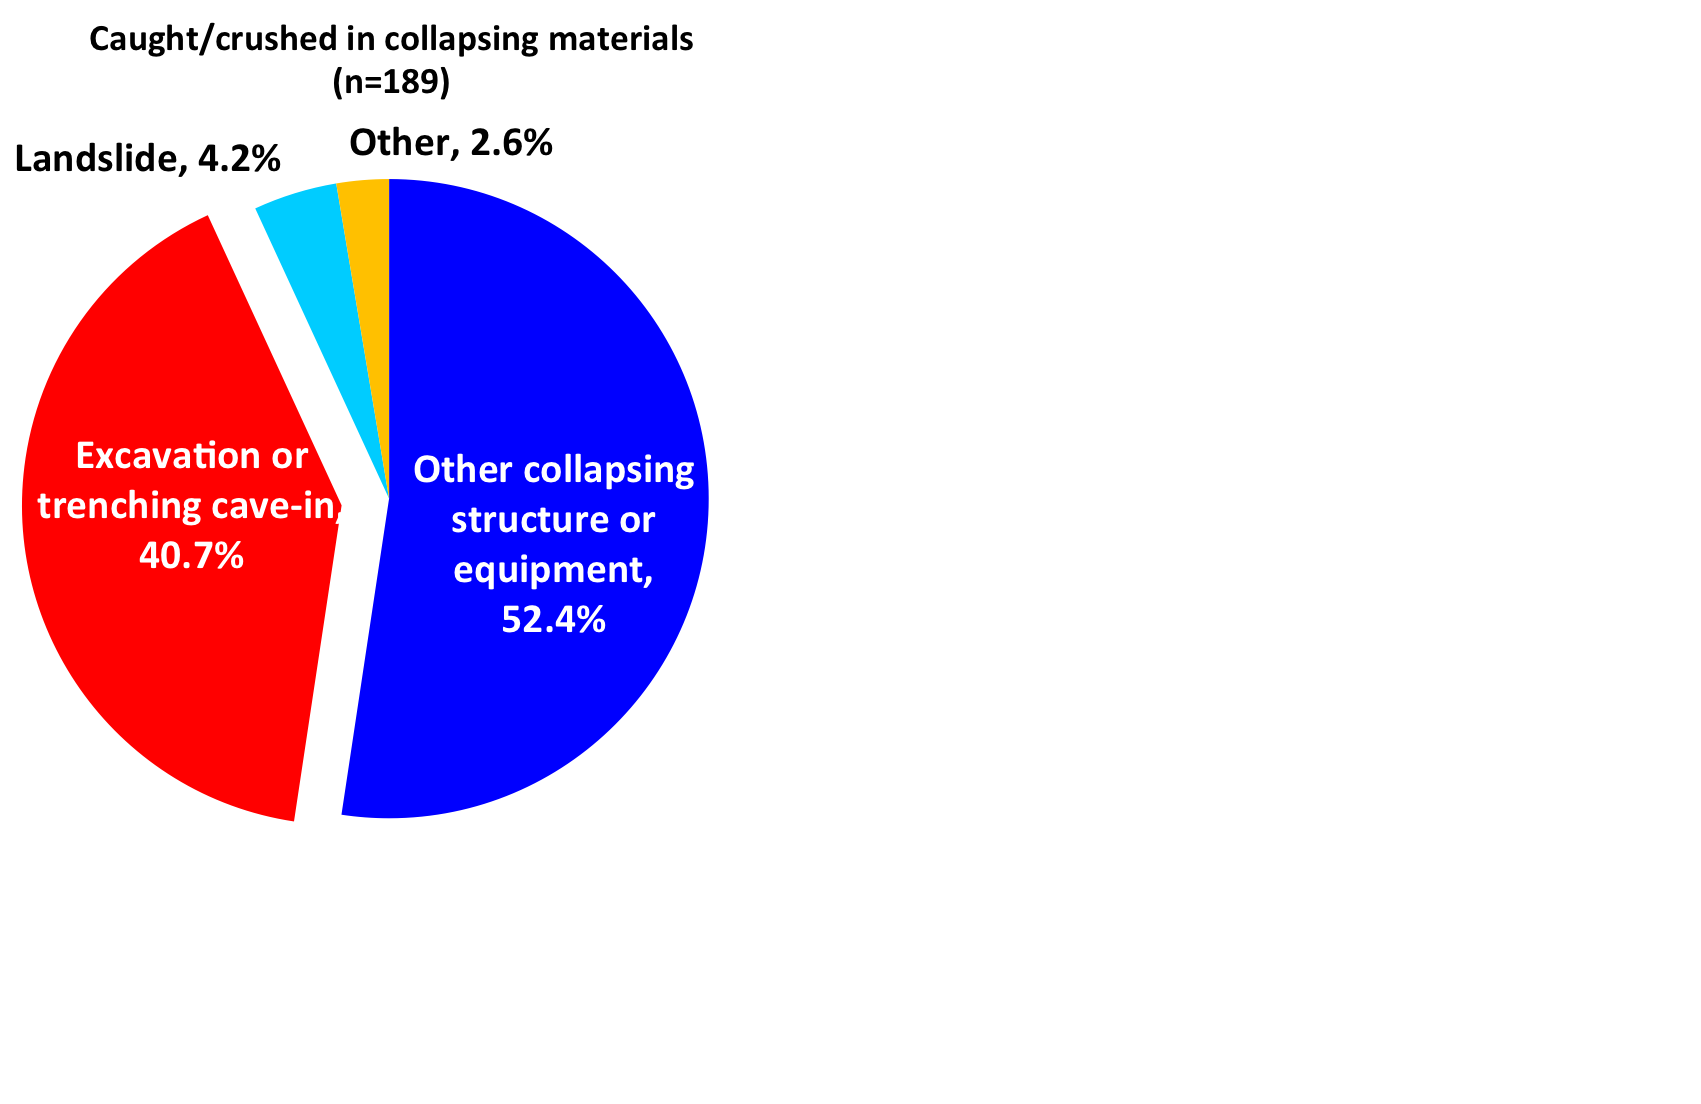 Caught/crushed in collapsing materials
(n=189)
Landslide, 4.2%
Other, 2.6%
Excavation or
trenching cave-in,
40.7%
Other collapsing
structure or
equipment,
52.4%